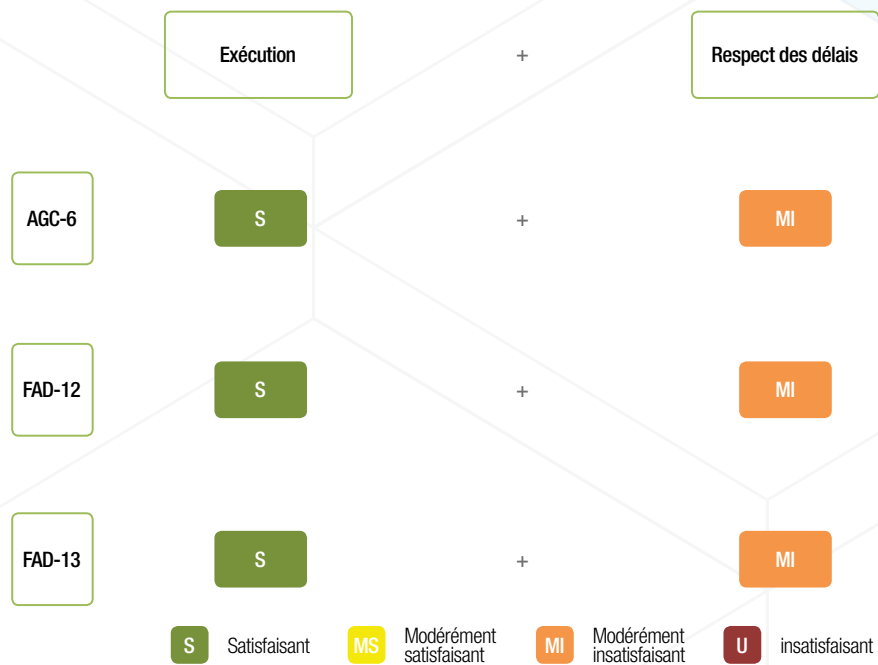 Exécution + Respect des délais
AGC-6 S + MI
FAD-12 S + MI
FAD-13 S + MI
S Satisfaisant MS Modérément satisfaisant MI Modérément insatisfaisant U insatisfaisant